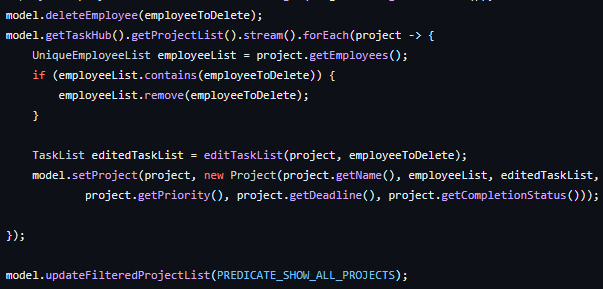 model.deleteEmployee(employeeToDelete);
model.getTaskHub().getProjectList().stream().forEach(project -> {
    UniqueEmployeeList employeeList = project.getEmployees();
    if (employeeList.contains(employeeToDelete)) {
        employeeList.remove(employeeToDelete);
    }
    TaskList editedTaskList = editTaskList(project, employeeToDelete);
    model.setProject(project, new Project(project.getName(), employeeList, editedTaskList,
            project.getPriority(), project.getDeadline(), project.getCompletionStatus()));
});
model.updateFilteredProjectList(PREDICATE_SHOW_ALL_PROJECTS);